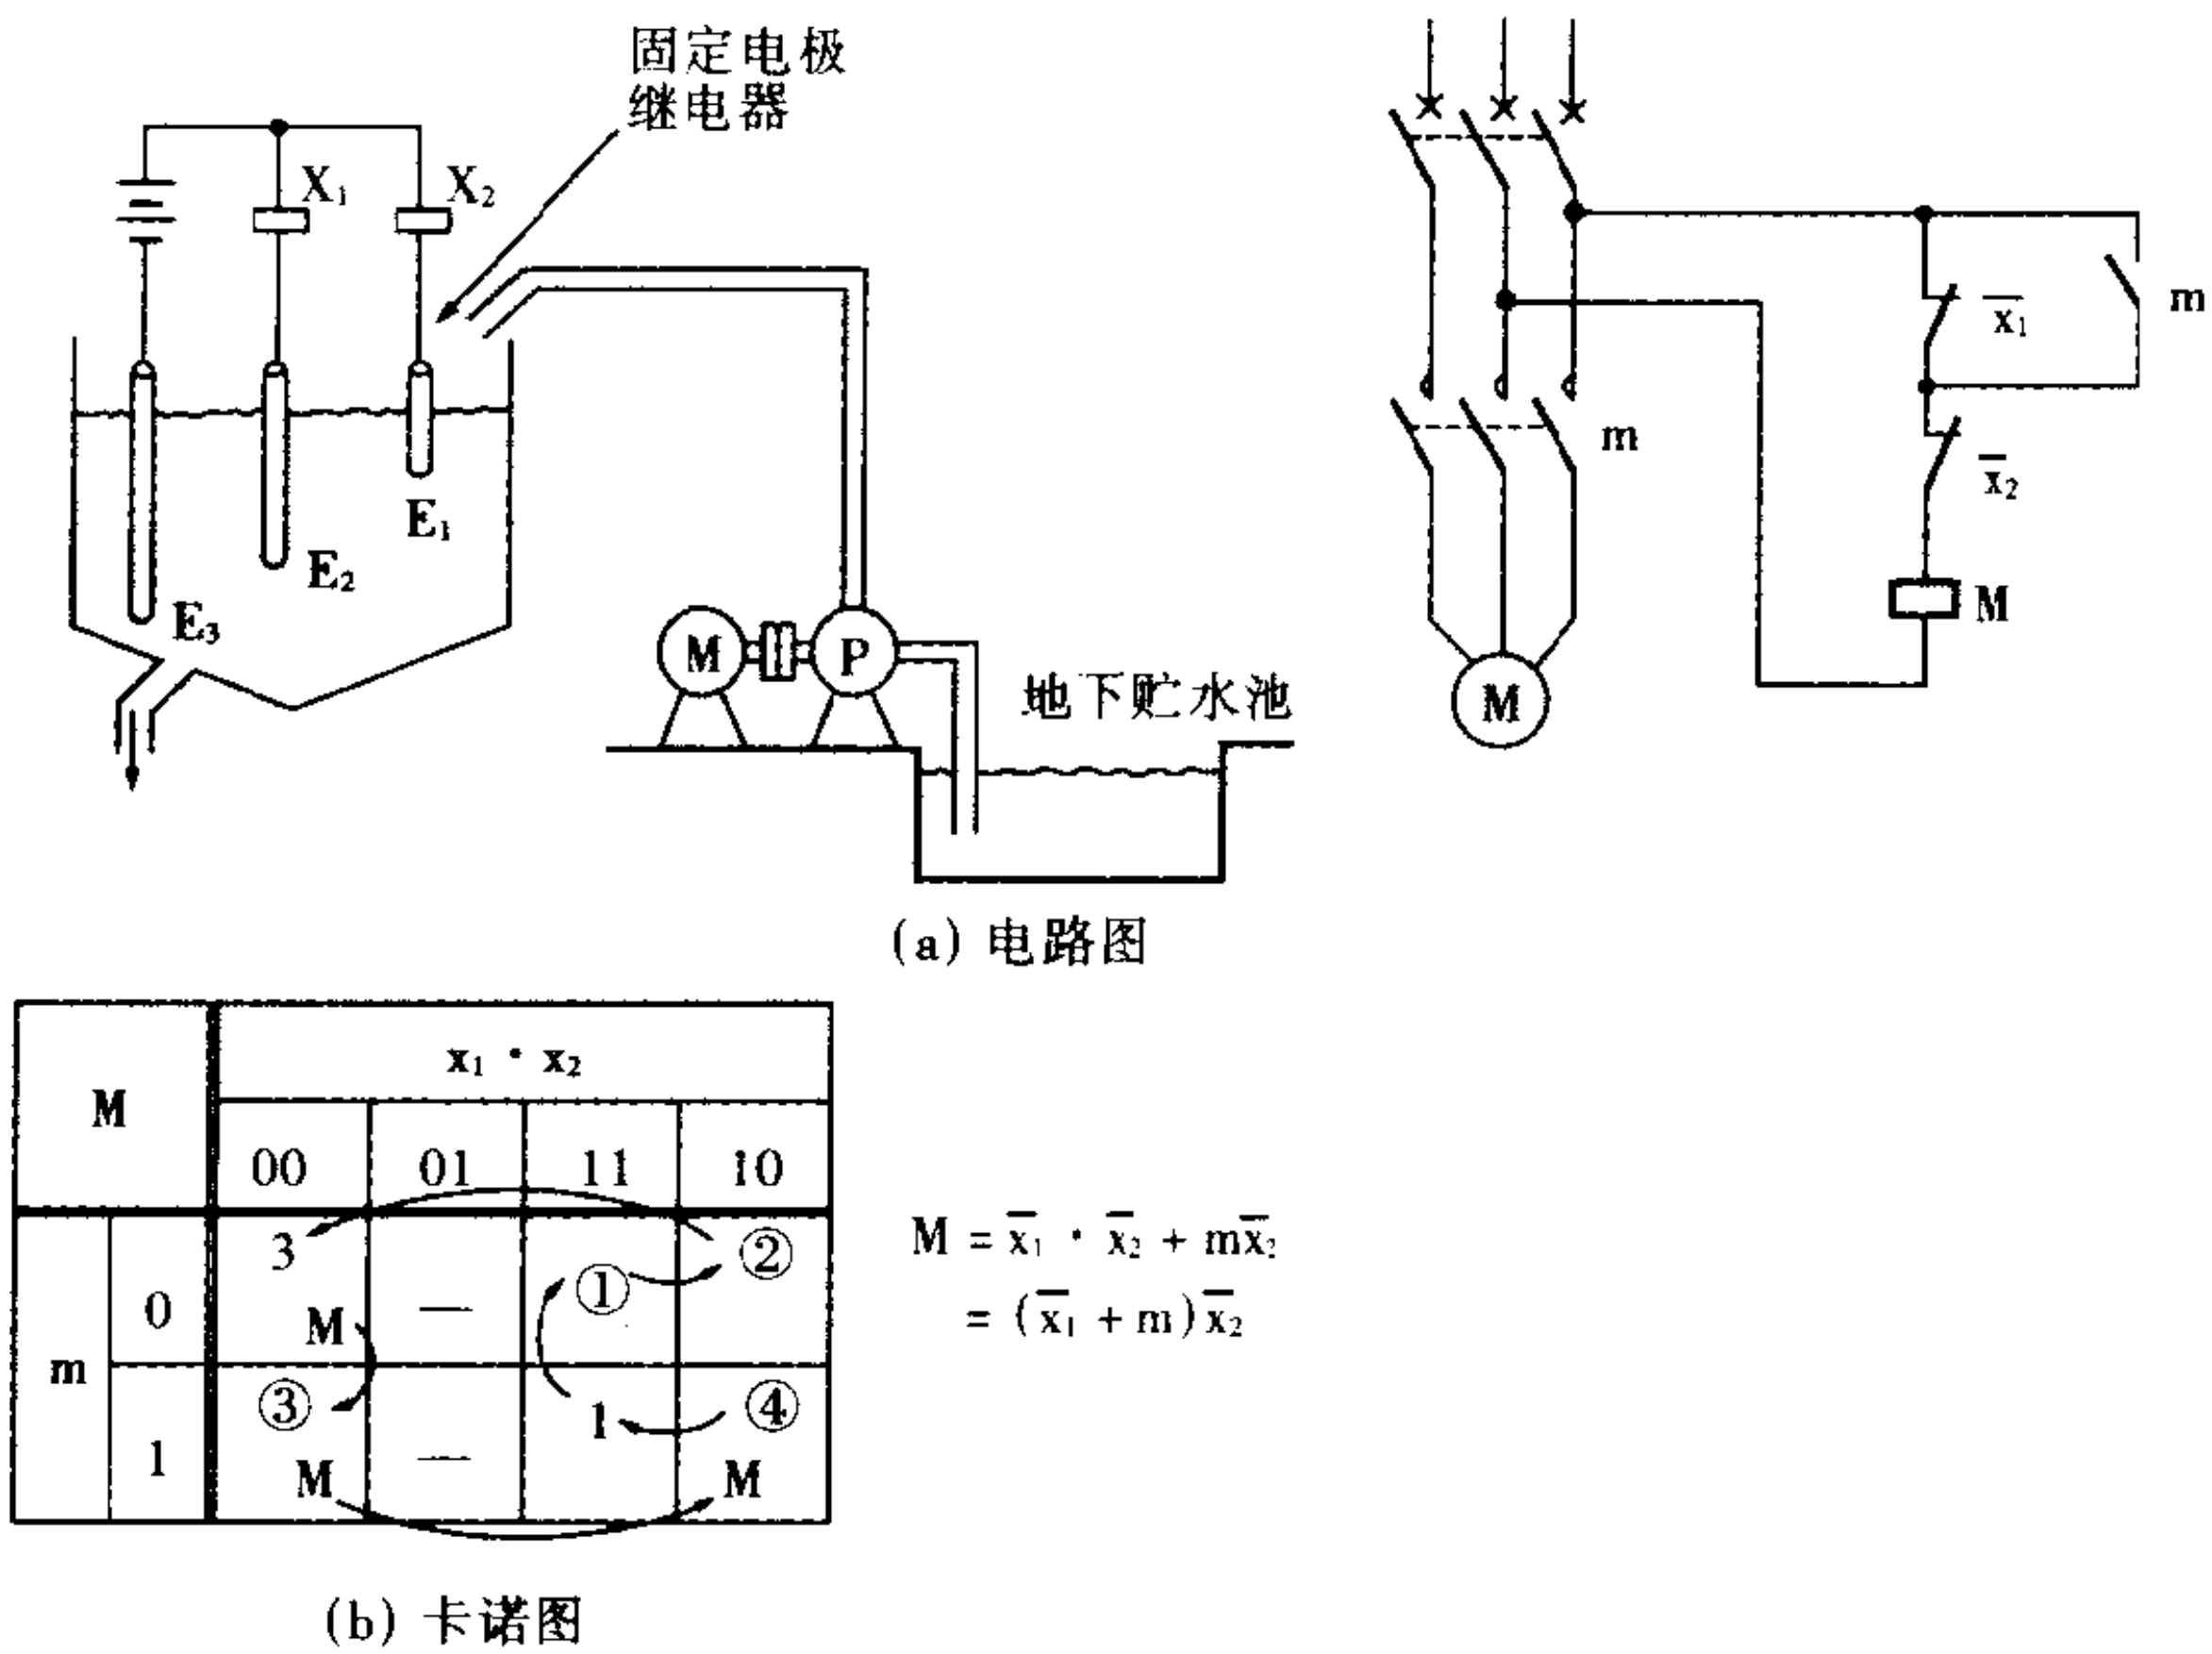 固定电极
继电器
X₁
X₂
E₁
E₂
E₃
M
P
地下贮水池
m
x̅₁
m
x̅₂
M
M
(a) 电路图
M
x₁ · x₂
00 01 11 10
m
0
3
M
—
①
②
1
③
M
—
1
④
M
M = x̅₁ · x̅₂ + mx̅₂
= (x̅₁ + m)x̅₂
(b) 卡诺图